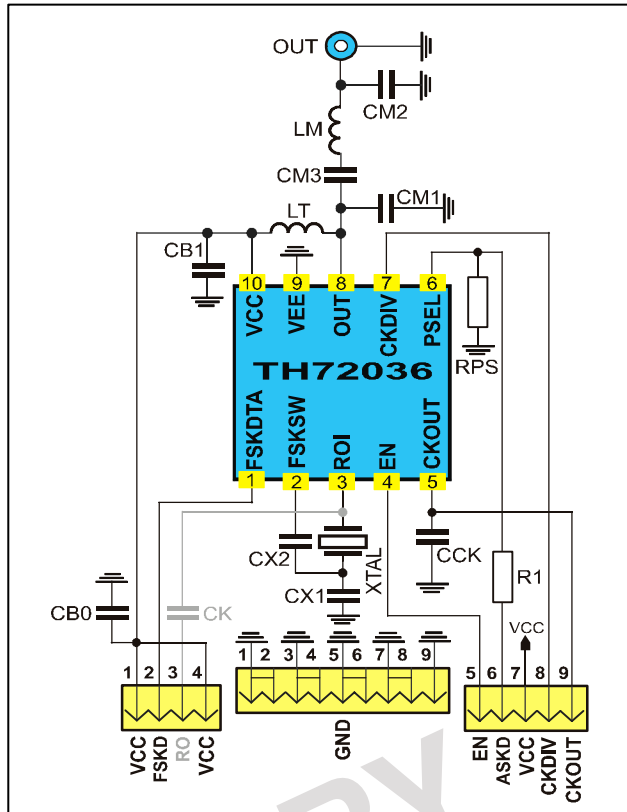 OUT
CM2
LM
CM3
CM1
LT
CB1
10 9 8 7 6
VCC VEE OUT CKDIV PSEL
RPS
TH72036
FSKDTA FSKSW ROI EN CKOUT
1 2 3 4 5
CX2
XTAL
CCK
R1
CX1
CB0
CK
VCC
1 2 3 4
1 2 3 4 5 6 7 8 9
5 6 7 8 9
VCC FSKD RO VCC
GND
EN ASKD VCC CKDIV CKOUT